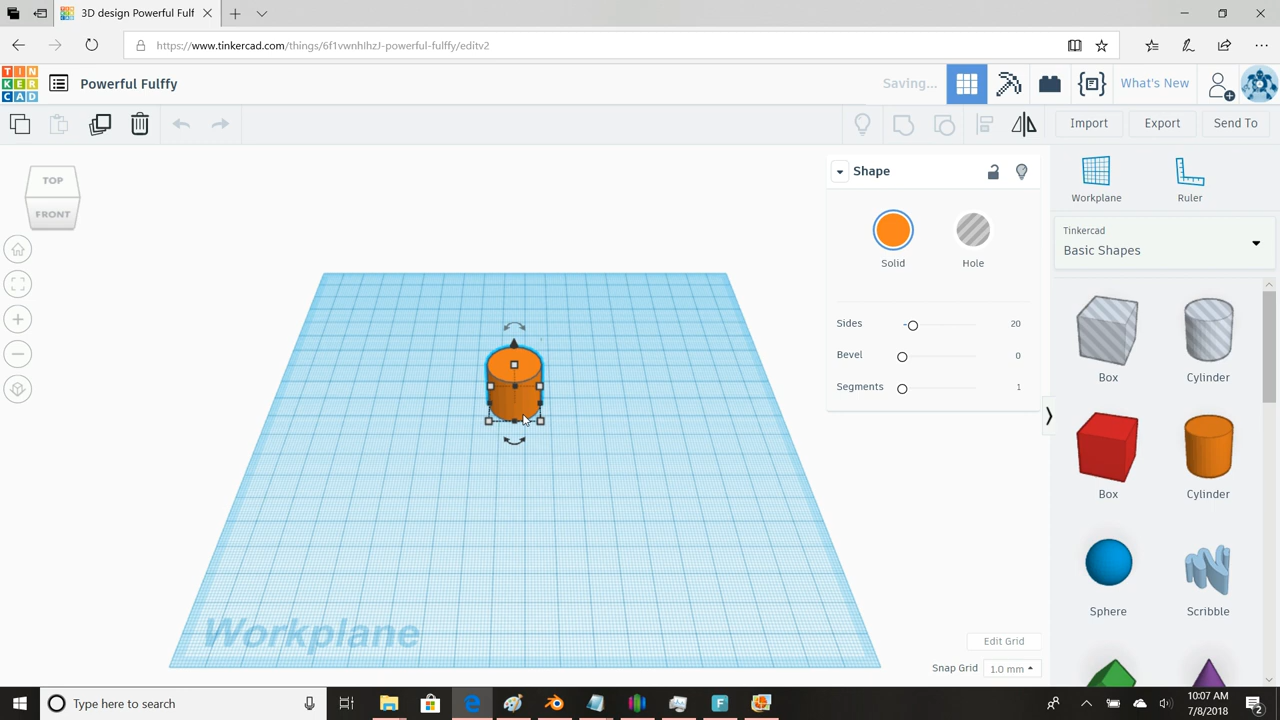 3D design Powerful Fulff
https://www.tinkercad.com/things/6f1vwnhIhzJ-powerful-fulffy/editv2
TIN
KER
CAD
Powerful Fulffy
Saving...
What's New
Import
Export
Send To
TOP
FRONT
Shape
Solid
Hole
Sides
20
Bevel
0
Segments
1
Workplane
Ruler
Tinkercad
Basic Shapes
Box
Cylinder
Box
Cylinder
Sphere
Scribble
Workplane
Edit Grid
Snap Grid
1.0 mm
Type here to search
10:07 AM
7/8/2018
2